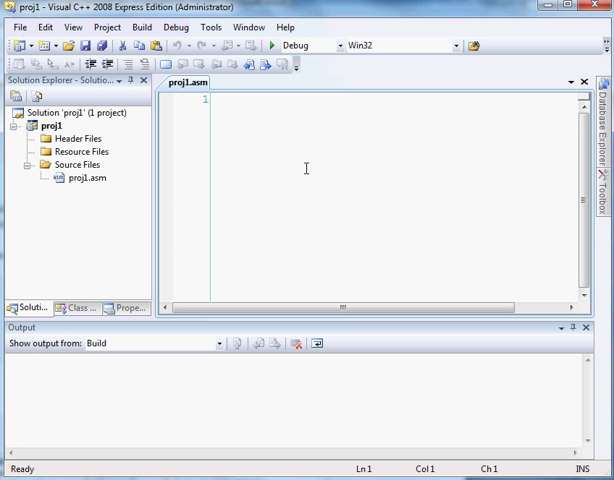 proj1 - Visual C++ 2008 Express Edition (Administrator)
File Edit View Project Build Debug Tools Window Help
Debug Win32
Solution Explorer - Solutio...
proj1.asm
Solution 'proj1' (1 project)
proj1
Header Files
Resource Files
Source Files
proj1.asm
1
Database Explorer
Toolbox
Soluti... Class ... Prope...
Output
Show output from: Build
Ready Ln 1 Col 1 Ch 1 INS